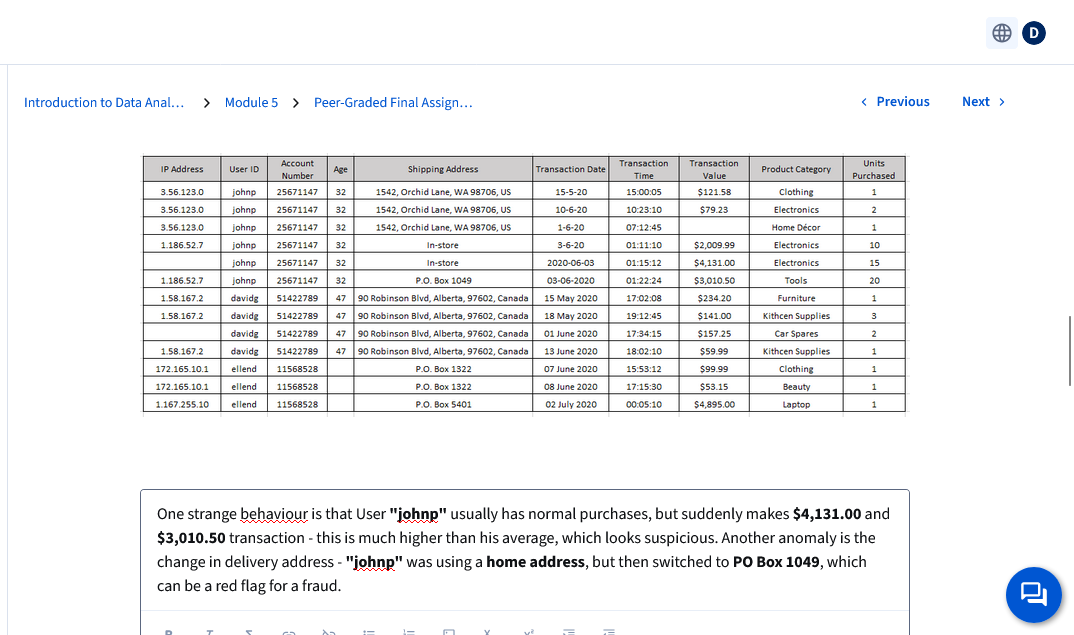 D
Introduction to Data Anal... > Module 5 > Peer-Graded Final Assign...
< Previous Next >
IP Address User ID Account Number Age Shipping Address Transaction Date Transaction Time Transaction Value Product Category Units Purchased
3.56.123.0 johnp 25671147 32 1542, Orchid Lane, WA 98706, US 15-5-20 15:00:05 $121.58 Clothing 1
3.56.123.0 johnp 25671147 32 1542, Orchid Lane, WA 98706, US 10-6-20 10:23:10 $79.23 Electronics 2
3.56.123.0 johnp 25671147 32 1542, Orchid Lane, WA 98706, US 1-6-20 07:12:45 Home Décor 1
1.186.52.7 johnp 25671147 32 In-store 3-6-20 01:11:10 $2,009.99 Electronics 10
johnp 25671147 32 In-store 2020-06-03 01:15:12 $4,131.00 Electronics 15
1.186.52.7 johnp 25671147 32 P.O. Box 1049 03-06-2020 01:22:24 $3,010.50 Tools 20
1.58.167.2 davidg 51422789 47 90 Robinson Blvd, Alberta, 97602, Canada 15 May 2020 17:02:08 $234.20 Furniture 1
1.58.167.2 davidg 51422789 47 90 Robinson Blvd, Alberta, 97602, Canada 18 May 2020 19:12:45 $141.00 Kithcen Supplies 3
davidg 51422789 47 90 Robinson Blvd, Alberta, 97602, Canada 01 June 2020 17:34:15 $157.25 Car Spares 2
1.58.167.2 davidg 51422789 47 90 Robinson Blvd, Alberta, 97602, Canada 13 June 2020 18:02:10 $59.99 Kithcen Supplies 1
172.165.10.1 ellend 11568528 P.O. Box 1322 07 June 2020 15:53:12 $99.99 Clothing 1
172.165.10.1 ellend 11568528 P.O. Box 1322 08 June 2020 17:15:30 $53.15 Beauty 1
1.167.255.10 ellend 11568528 P.O. Box 5401 02 July 2020 00:05:10 $4,895.00 Laptop 1
One strange behaviour is that User "johnp" usually has normal purchases, but suddenly makes $4,131.00 and
$3,010.50 transaction - this is much higher than his average, which looks suspicious. Another anomaly is the
change in delivery address - "johnp" was using a home address, but then switched to PO Box 1049, which
can be a red flag for a fraud.